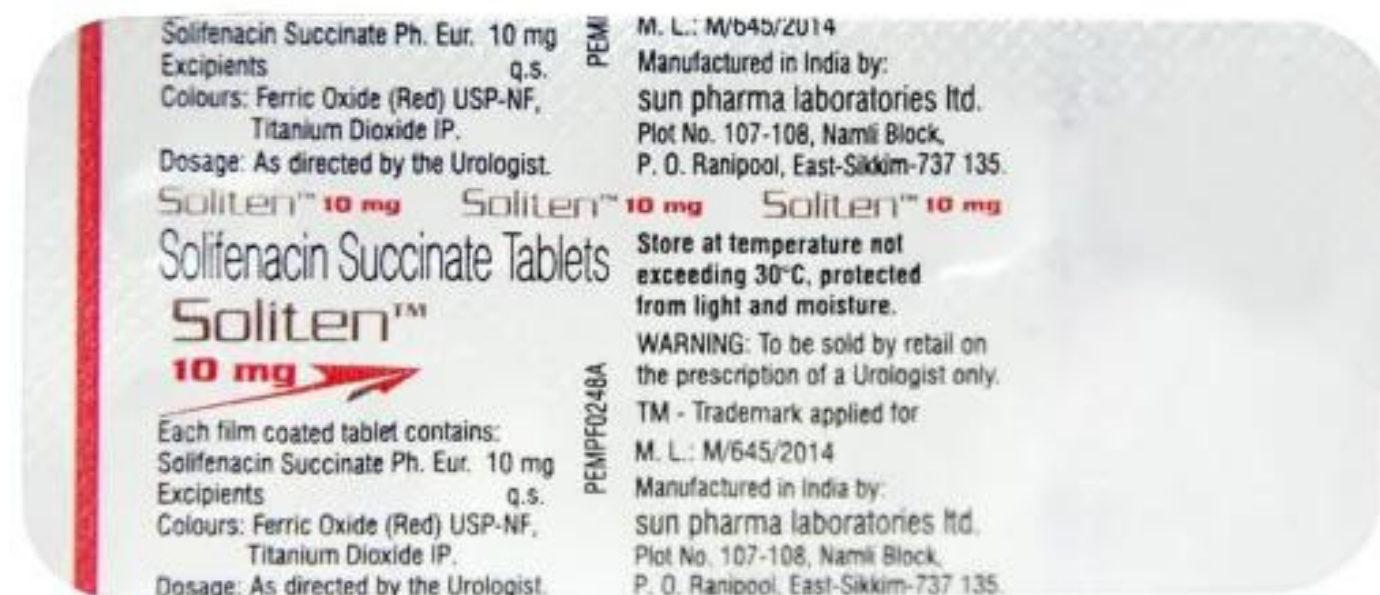 Solifenacin Succinate Ph. Eur. 10 mg
Excipients q.s.
Colours: Ferric Oxide (Red) USP-NF,
Titanium Dioxide IP.
Dosage: As directed by the Urologist.
PEM
M. L.: M/645/2014
Manufactured in India by:
sun pharma laboratories ltd.
Plot No. 107-108, Namli Block,
P. O. Ranipool, East-Sikkim-737 135.
Soliten™ 10 mg Soliten™ 10 mg Soliten™ 10 mg
Solifenacin Succinate Tablets
Soliten™
10 mg
Each film coated tablet contains:
Solifenacin Succinate Ph. Eur. 10 mg
Excipients q.s.
Colours: Ferric Oxide (Red) USP-NF,
Titanium Dioxide IP.
Dosage: As directed by the Urologist.
PEMPF0248A
Store at temperature not
exceeding 30°C, protected
from light and moisture.
WARNING: To be sold by retail on
the prescription of a Urologist only.
TM - Trademark applied for
M. L.: M/645/2014
Manufactured in India by:
sun pharma laboratories ltd.
Plot No. 107-108, Namli Block,
P. O. Ranipool, East-Sikkim-737 135.